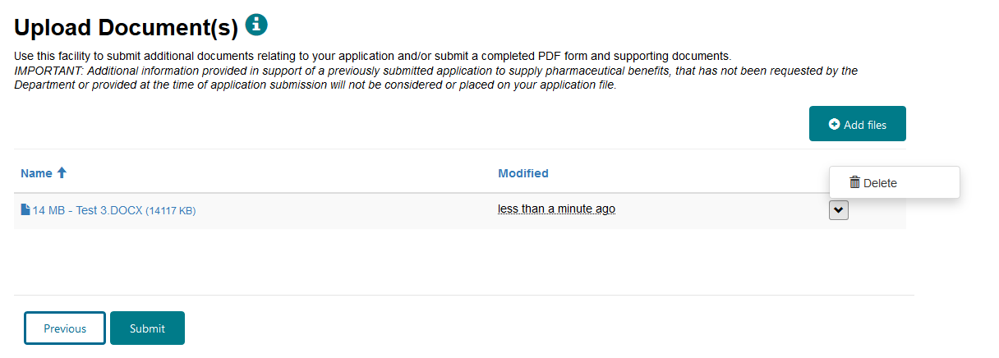 Upload Document(s)
Use this facility to submit additional documents relating to your application and/or submit a completed PDF form and supporting documents.
IMPORTANT: Additional information provided in support of a previously submitted application to supply pharmaceutical benefits, that has not been requested by the
Department or provided at the time of application submission will not be considered or placed on your application file.
Add files
Name Modified
Delete
14 MB - Test 3.DOCX (14117 KB) less than a minute ago
Previous Submit